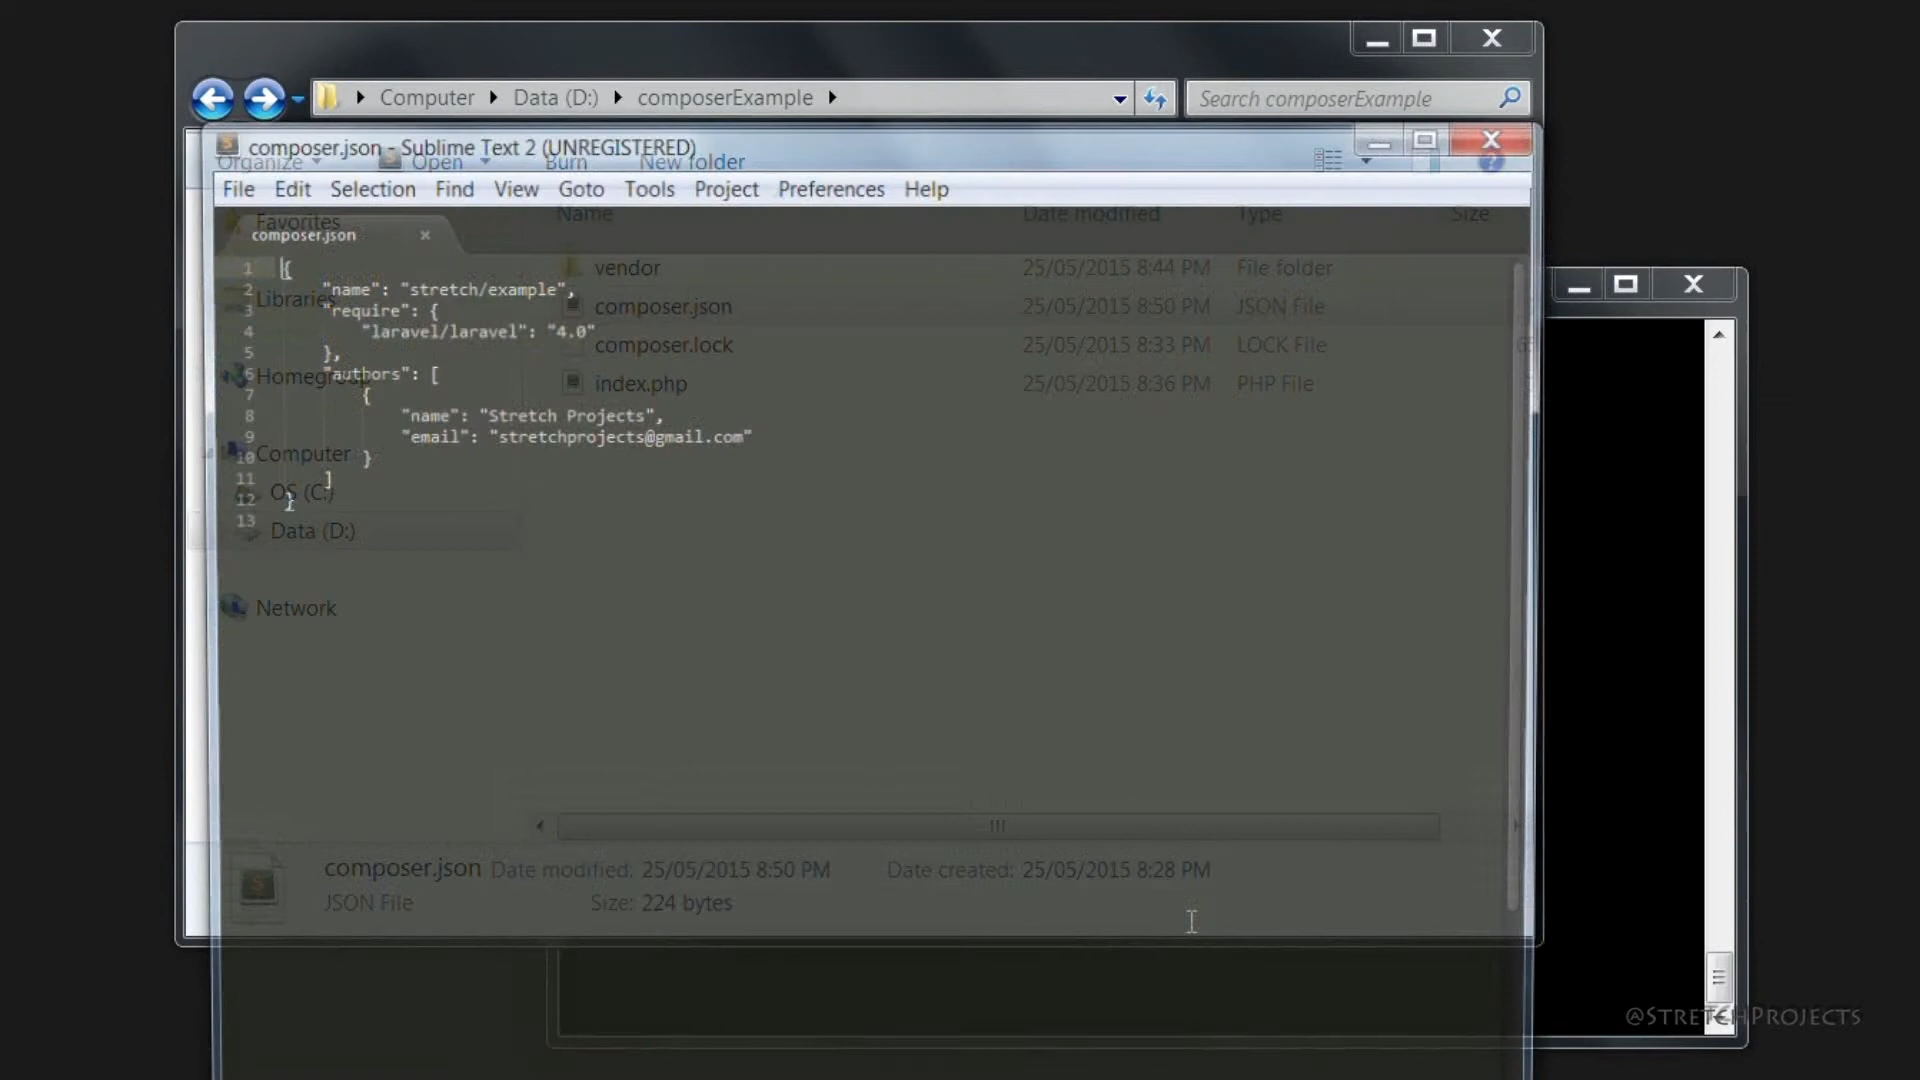 Computer Data (D:) composerExample
Search composerExample
composer.json - Sublime Text 2 (UNREGISTERED)
Organize Open Burn New folder
File Edit Selection Find View Goto Tools Project Preferences Help
Favorites
Name Date modified Type Size
composer.json
1 {
2 "name": "stretch/example",
3 "require": {
4 "laravel/laravel": "4.0"
5 },
6 "authors": [
7 {
8 "name": "Stretch Projects",
9 "email": "stretchprojects@gmail.com"
10 }
11 ]
12 }
13
Libraries
Homegroup
Computer
OS (C:)
Data (D:)
Network
vendor 25/05/2015 8:44 PM File folder
composer.json 25/05/2015 8:50 PM JSON File
composer.lock 25/05/2015 8:33 PM LOCK File
index.php 25/05/2015 8:36 PM PHP File
composer.json Date modified: 25/05/2015 8:50 PM Date created: 25/05/2015 8:28 PM
JSON File Size: 224 bytes
@StretchProjects